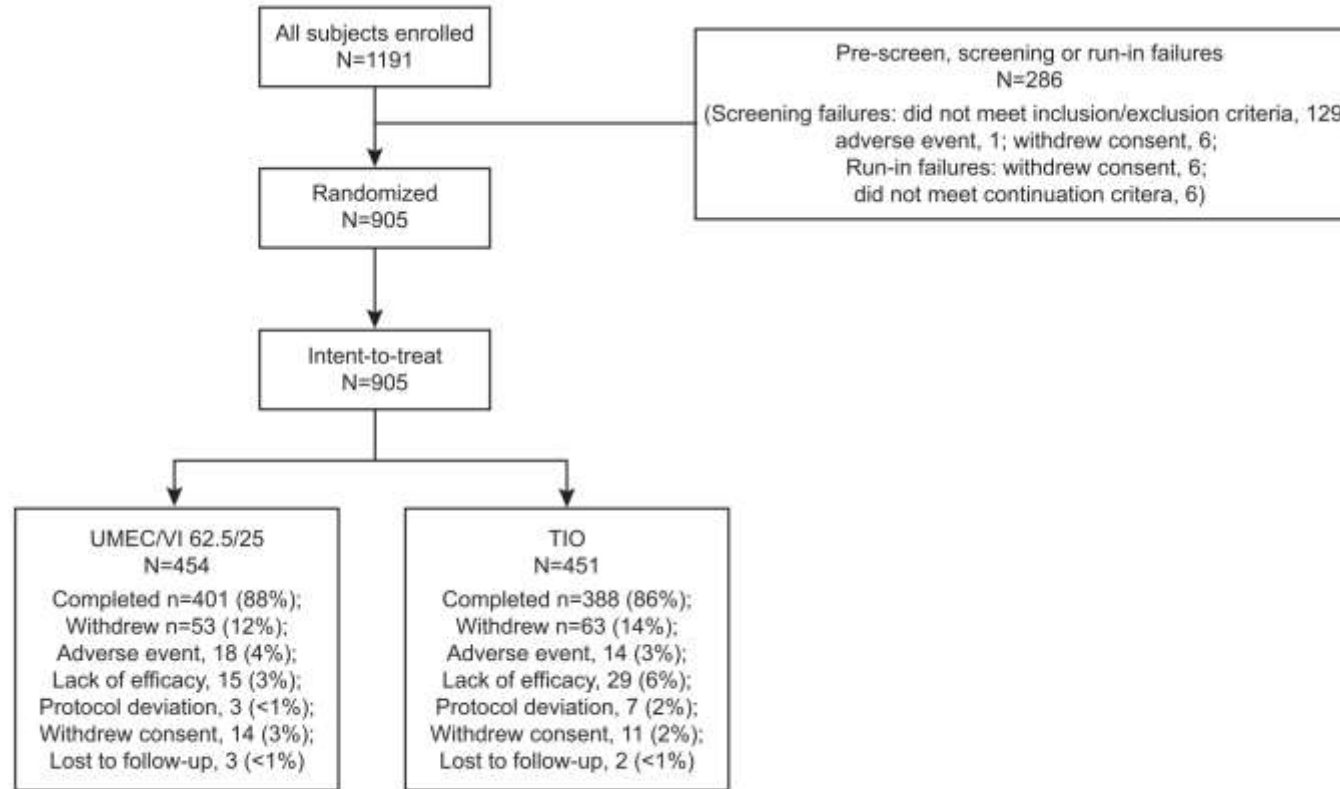 All subjects enrolled
N=1191
Pre-screen, screening or run-in failures
N=286
(Screening failures: did not meet inclusion/exclusion criteria, 129
adverse event, 1; withdrew consent, 6;
Run-in failures: withdrew consent, 6;
did not meet continuation critera, 6)
Randomized
N=905
Intent-to-treat
N=905
UMEC/VI 62.5/25
N=454
Completed n=401 (88%);
Withdrew n=53 (12%);
Adverse event, 18 (4%);
Lack of efficacy, 15 (3%);
Protocol deviation, 3 (<1%);
Withdrew consent, 14 (3%);
Lost to follow-up, 3 (<1%)
TIO
N=451
Completed n=388 (86%);
Withdrew n=63 (14%);
Adverse event, 14 (3%);
Lack of efficacy, 29 (6%);
Protocol deviation, 7 (2%);
Withdrew consent, 11 (2%);
Lost to follow-up, 2 (<1%)